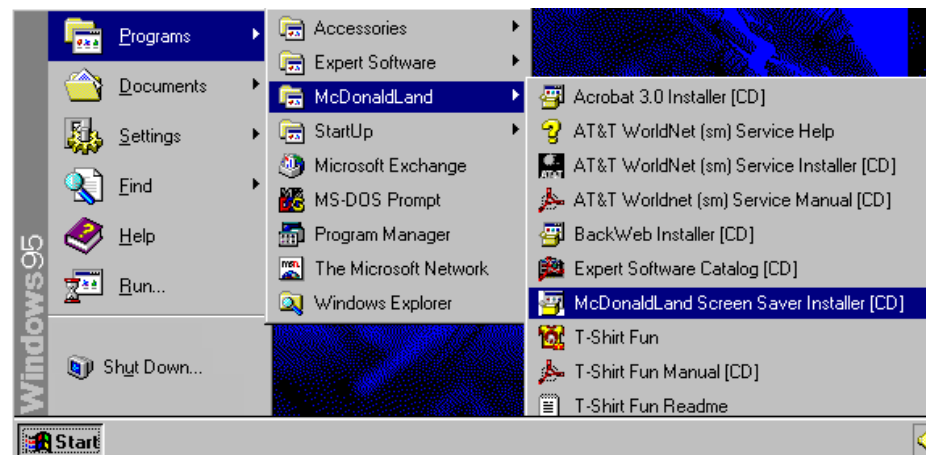 Programs
Documents
Settings
Find
Help
Run...
Shut Down...
Windows95
Accessories
Expert Software
McDonaldLand
StartUp
Microsoft Exchange
MS-DOS Prompt
Program Manager
The Microsoft Network
Windows Explorer
Acrobat 3.0 Installer [CD]
AT&T WorldNet (sm) Service Help
AT&T WorldNet (sm) Service Installer [CD]
AT&T Worldnet (sm) Service Manual [CD]
BackWeb Installer [CD]
Expert Software Catalog [CD]
McDonaldLand Screen Saver Installer [CD]
T-Shirt Fun
T-Shirt Fun Manual [CD]
T-Shirt Fun Readme
Start